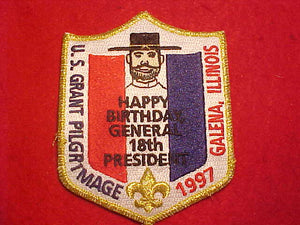 U.S. GRANT PILGRIMAGE
GALENA, ILLINOIS
HAPPY
BIRTHDAY,
GENERAL,
18th
PRESIDENT
1997